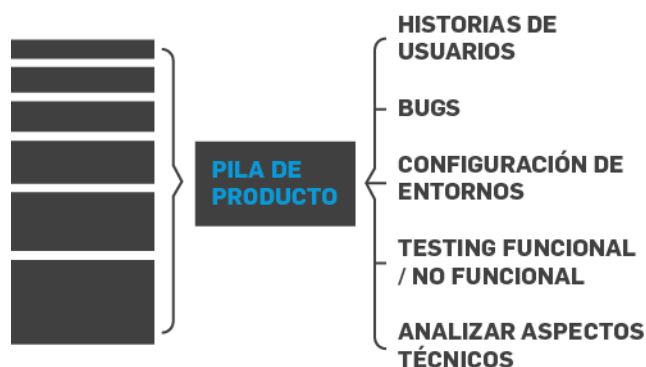 HISTORIAS DE
USUARIOS
BUGS
PILA DE
PRODUCTO
CONFIGURACIÓN DE
ENTORNOS
TESTING FUNCIONAL
/ NO FUNCIONAL
ANALIZAR ASPECTOS
TÉCNICOS